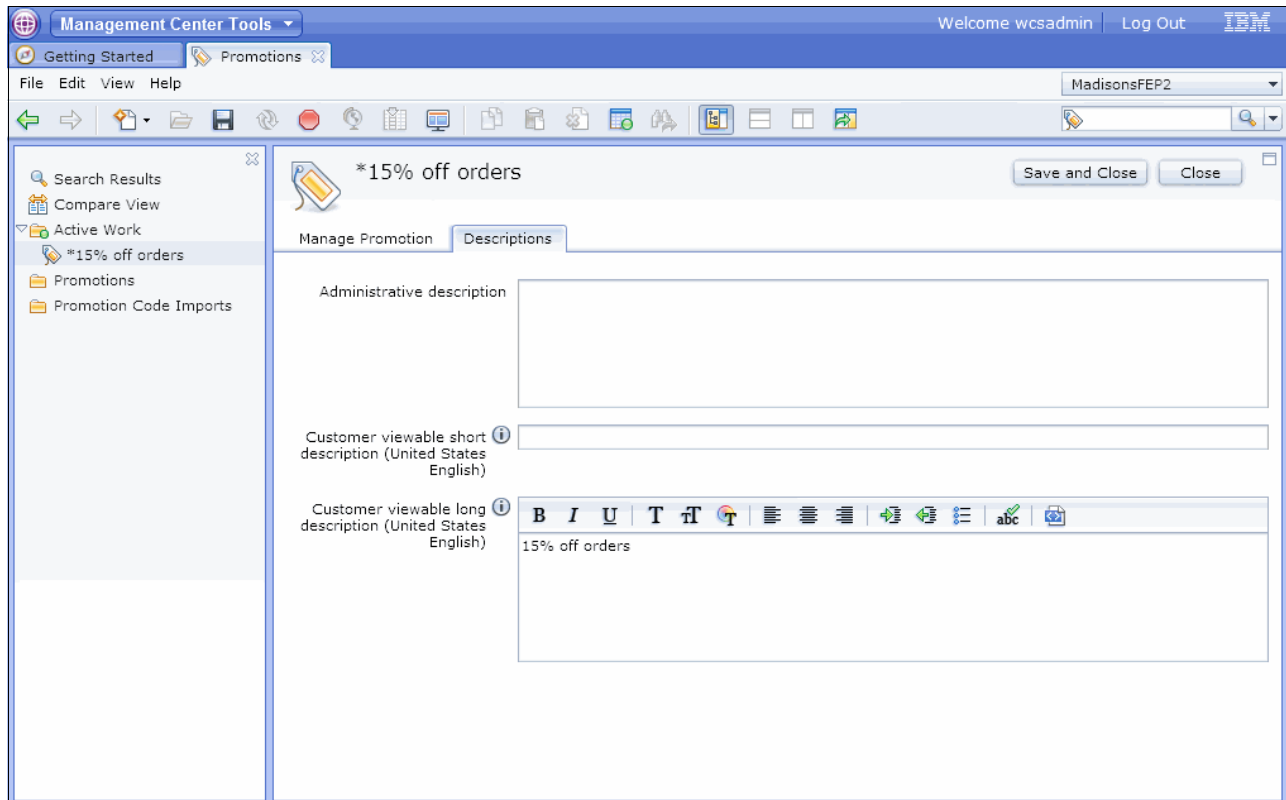 Management Center Tools
Welcome wcsadmin
Log Out
IBM
Getting Started
Promotions
File Edit View Help
MadisonsFEP2
Search Results
Compare View
Active Work
*15% off orders
Promotions
Promotion Code Imports
*15% off orders
Save and Close
Close
Manage Promotion
Descriptions
Administrative description
Customer viewable short
description (United States
English)
Customer viewable long
description (United States
English)
B I U T TT T abc
15% off orders